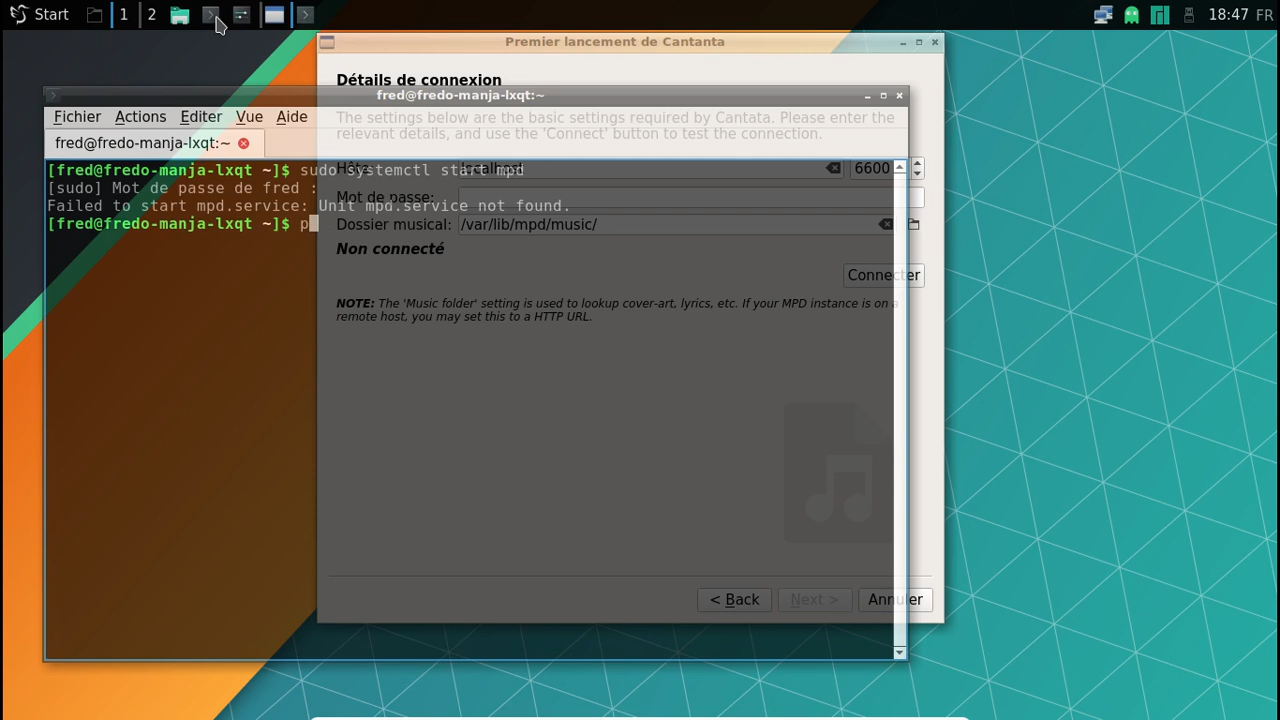 Start
1
2
18:47 FR
Premier lancement de Cantanta
Détails de connexion
fred@fredo-manja-lxqt:~
Fichier Actions Editer Vue Aide
The settings below are the basic settings required by Cantata. Please enter the
relevant details, and use the 'Connect' button to test the connection.
fred@fredo-manja-lxqt:~
[fred@fredo-manja-lxqt ~]$ sudo systemctl start mpd
Hôte: localhost 6600
[sudo] Mot de passe de fred :
Mot de passe:
Failed to start mpd.service: Unit mpd.service not found.
[fred@fredo-manja-lxqt ~]$ p
Dossier musical: /var/lib/mpd/music/
Non connecté
Connecter
NOTE: The 'Music folder' setting is used to lookup cover-art, lyrics, etc. If your MPD instance is on a
remote host, you may set this to a HTTP URL.
< Back Next > Annuler